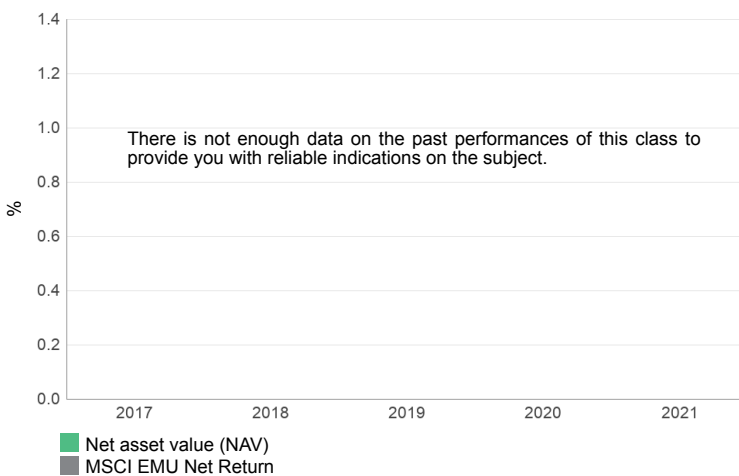 1.4
1.2
1.0
There is not enough data on the past performances of this class to
provide you with reliable indications on the subject.
0.8
%
0.6
0.4
0.2
0.0
2017 2018 2019 2020 2021
Net asset value (NAV)
MSCI EMU Net Return